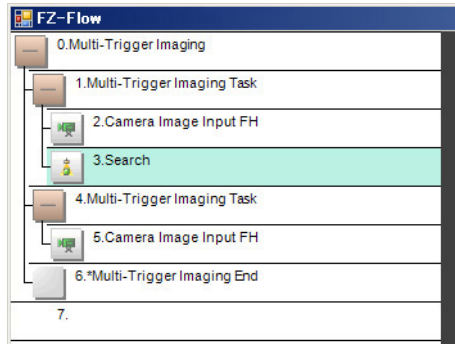 FZ-Flow
0.Multi-Trigger Imaging
1.Multi-Trigger Imaging Task
2.Camera Image Input FH
3.Search
4.Multi-Trigger Imaging Task
5.Camera Image Input FH
6.*Multi-Trigger Imaging End
7.